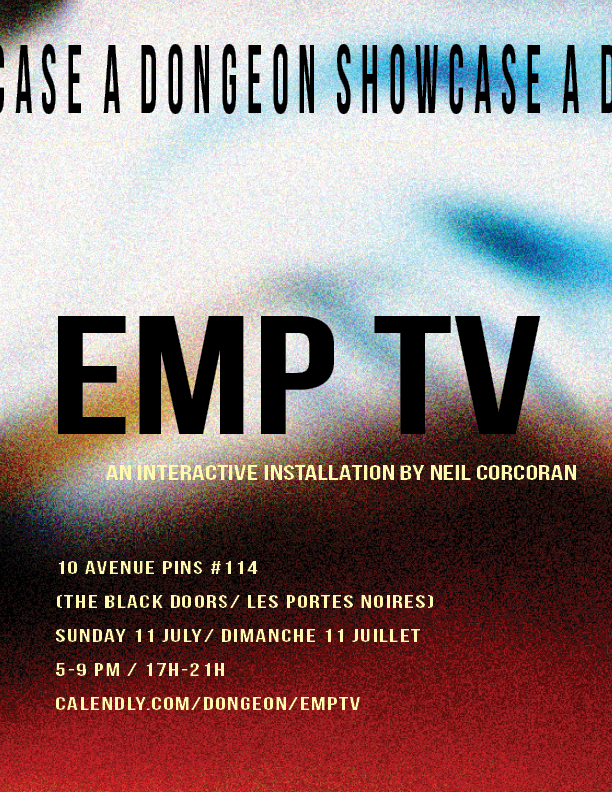 CASE A DONGEON SHOWCASE A D
EMP TV
AN INTERACTIVE INSTALLATION BY NEIL CORCORAN
10 AVENUE PINS #114
(THE BLACK DOORS/ LES PORTES NOIRES)
SUNDAY 11 JULY/ DIMANCHE 11 JUILLET
5-9 PM / 17H-21H
CALENDLY.COM/DONGEON/EMPTV